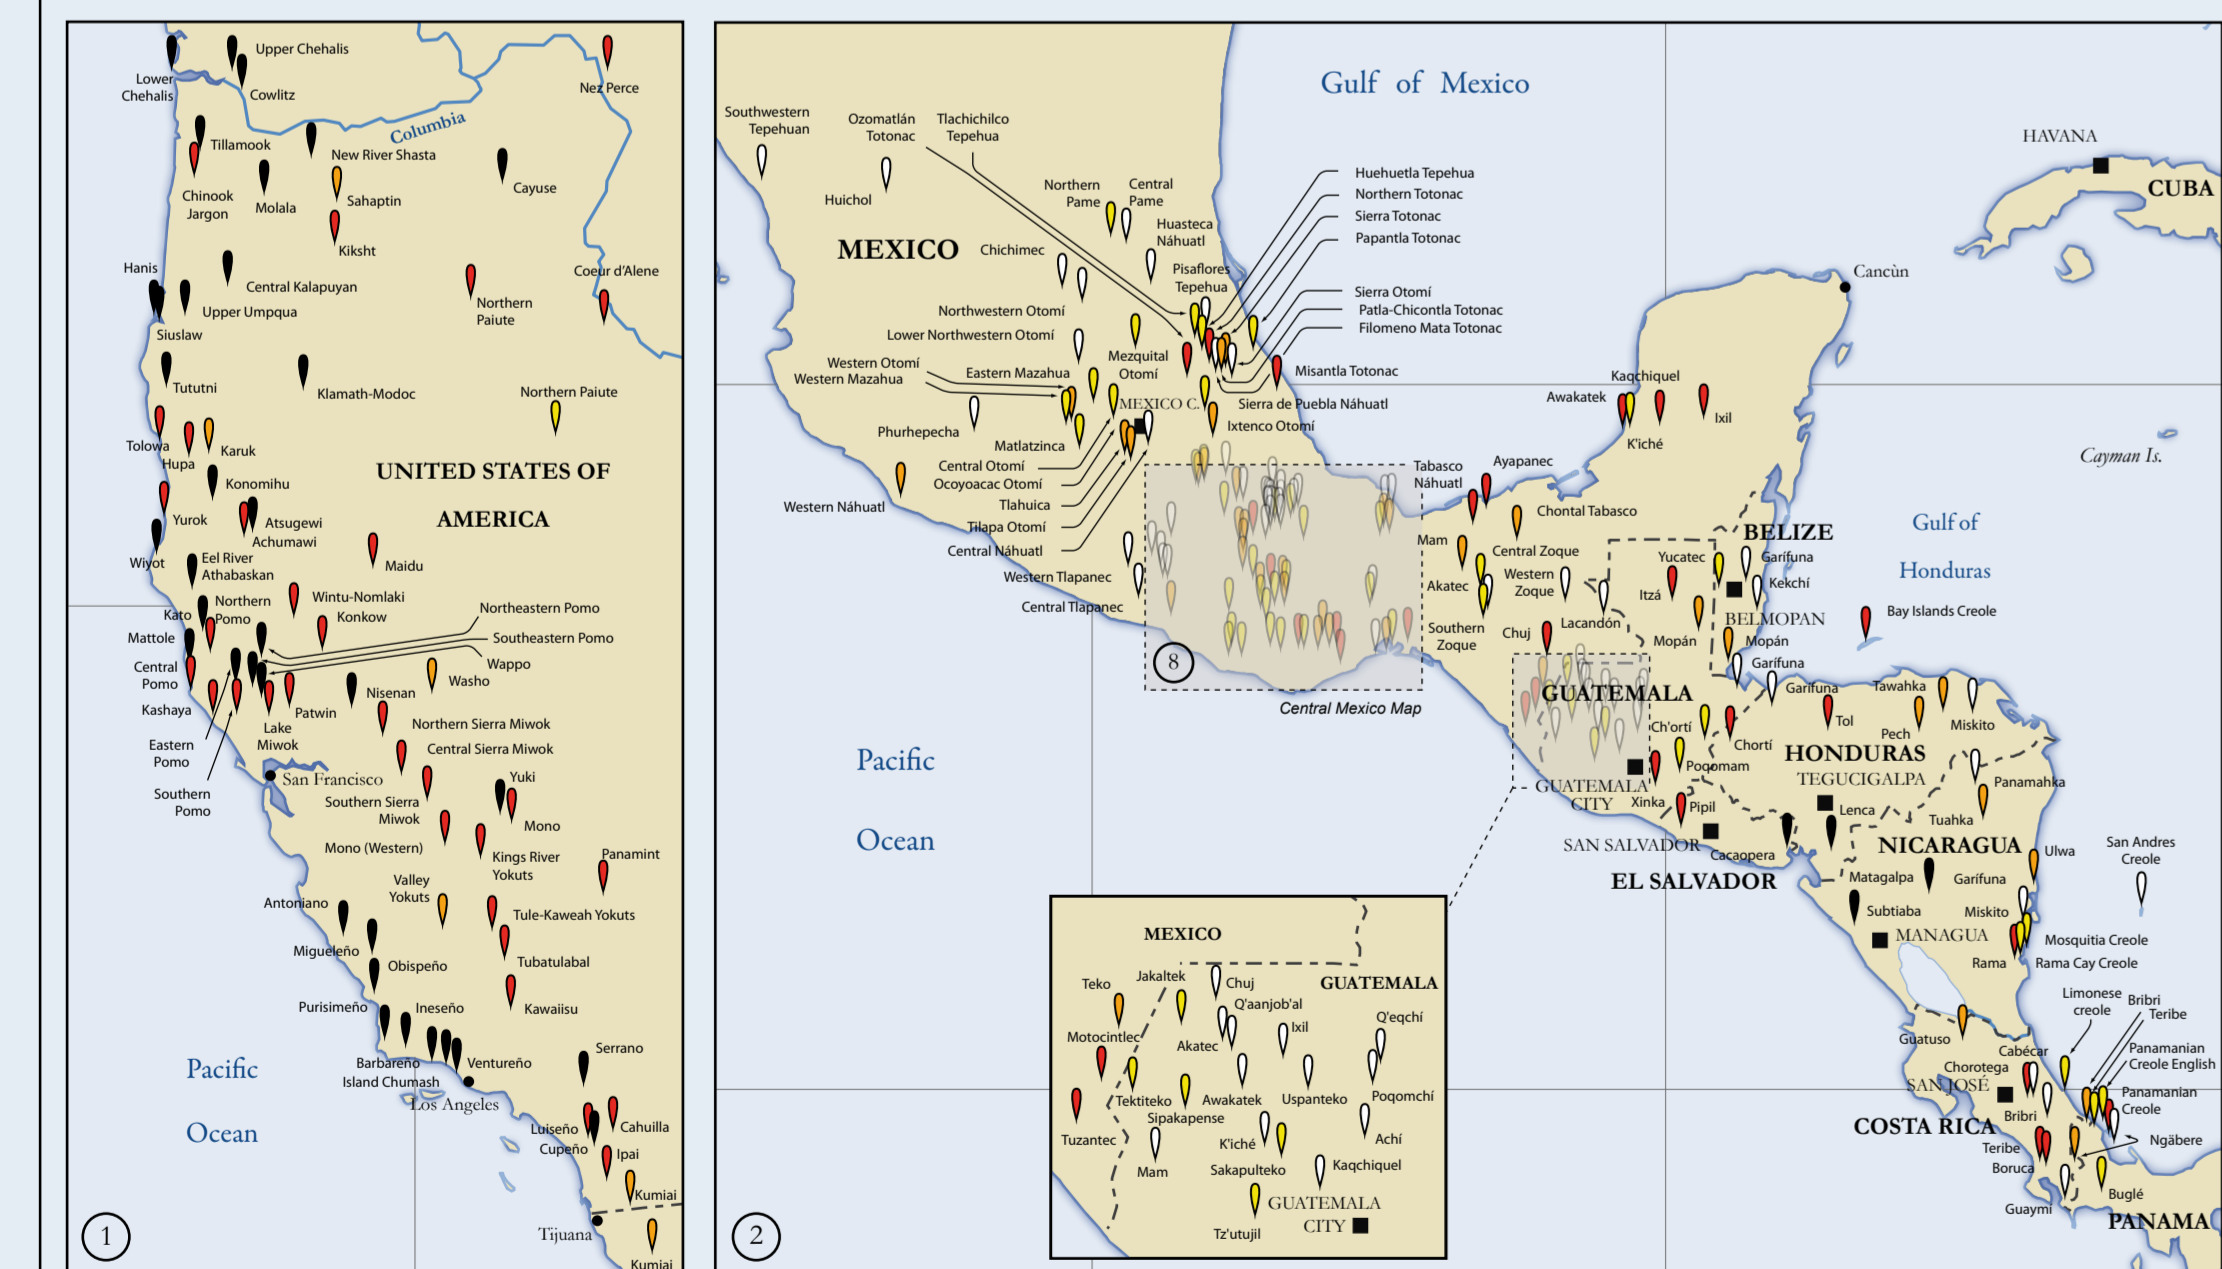 Upper Chehalis
Lower
Chehalis
Cowlitz
Nez Perce
Columbia
Tillamook
New River Shasta
Chinook
Jargon
Molala
Sahaptin
Cayuse
Kiksht
Hanis
Central Kalapuyan
Coeur d'Alene
Northern
Paiute
Upper Umpqua
Siuslaw
Tututni
Klamath-Modoc
Northern Paiute
Tolowa
Karuk
Hupa
Konomihu
UNITED STATES OF
AMERICA
Yurok
Atsugewi
Achumawi
Wiyot
Eel River
Athabaskan
Maidu
Kato
Northern
Pomo
Wintu-Nomlaki
Konkow
Northeastern Pomo
Mattole
Southeastern Pomo
Central
Pomo
Wappo
Washo
Kashaya
Patwin
Nisenan
Lake
Miwok
Northern Sierra Miwok
Eastern
Pomo
Central Sierra Miwok
San Francisco
Yuki
Southern
Pomo
Southern Sierra
Miwok
Mono
Mono (Western)
Kings River
Yokuts
Panamint
Valley
Yokuts
Antoniano
Tule-Kaweah Yokuts
Migueleño
Tubatulabal
Obispeño
Purisimeño
Ineseño
Kawaiisu
Barbareño
Ventureño
Serrano
Island Chumash
Los Angeles
Pacific
Ocean
Luiseño
Cahuilla
Cupeño
Ipai
Kumiai
Tijuana
Kumiai
1
Gulf of Mexico
Southwestern
Tepehuan
Ozomatlán
Totonac
Tlachichilco
Tepehua
HAVANA
CUBA
Huehuetla Tepehua
Northern Totonac
Sierra Totonac
Papantla Totonac
Huichol
Northern
Pame
Central
Pame
Huasteca
Náhuatl
MEXICO
Chichimec
Pisaflores
Tepehua
Cancùn
Sierra Otomí
Patla-Chicontla Totonac
Filomeno Mata Totonac
Northwestern Otomí
Lower Northwestern Otomí
Western Otomí
Western Mazahua
Eastern Mazahua
Mezquital
Otomí
Misantla Totonac
MEXICO C.
Sierra de Puebla Náhuatl
Ixtenco Otomí
Phurhepecha
Matlatzinca
Central Otomí
Ocoyoacac Otomí
Tlahuica
Tilapa Otomí
Central Náhuatl
Western Náhuatl
Western Tlapanec
Central Tlapanec
8
Central Mexico Map
Kaqchiquel
Awakatek
Ixil
K'iché
Cayman Is.
Tabasco
Náhuatl
Ayapanec
Chontal Tabasco
Mam
Central Zoque
Akatec
Western
Zoque
Southern
Zoque
Chuj
Lacandón
Yucatec
Itzá
Mopán
BELIZE
Garífuna
Kekchí
BELMOPAN
Mopán
Garífuna
Gulf of
Honduras
Bay Islands Creole
GUATEMALA
Garífuna
Tawahka
Miskito
Tol
Pech
Ch'ortí
Chortí
Poqomam
HONDURAS
TEGUCIGALPA
GUATEMALA
CITY
Xinka
Pipil
Panamahka
Lenca
Tuahka
SAN SALVADOR
Cacaopera
EL SALVADOR
NICARAGUA
Ulwa
San Andres
Creole
Matagalpa
Garífuna
Subtiaba
Miskito
MANAGUA
Mosquitia Creole
Rama
Rama Cay Creole
Limonese
creole
Bribri
Teribe
Guatuso
Cabécar
Chorotega
Panamanian
Creole English
SAN JOSÉ
Panamanian
Creole
Bribri
COSTA RICA
Teribe
Ngäbere
Boruca
Buglé
Guaymi
PANAMA
Pacific
Ocean
MEXICO
GUATEMALA
Teko
Jakaltek
Chuj
Q'aanjob'al
Motocintlec
Akatec
Ixil
Q'eqchí
Tektiteko
Sipakapense
Awakatek
Uspanteko
Poqomchí
Tuzantec
K'iché
Achí
Mam
Sakapulteko
Kaqchiquel
GUATEMALA
CITY
Tz'utujil
2